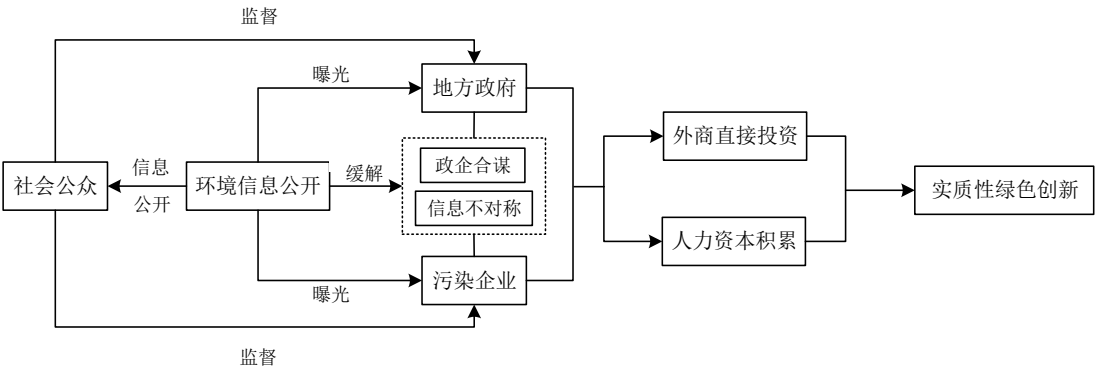 监督
曝光
地方政府
外商直接投资
政企合谋
信息
公开
缓解
社会公众
环境信息公开
实质性绿色创新
信息不对称
人力资本积累
污染企业
曝光
监督